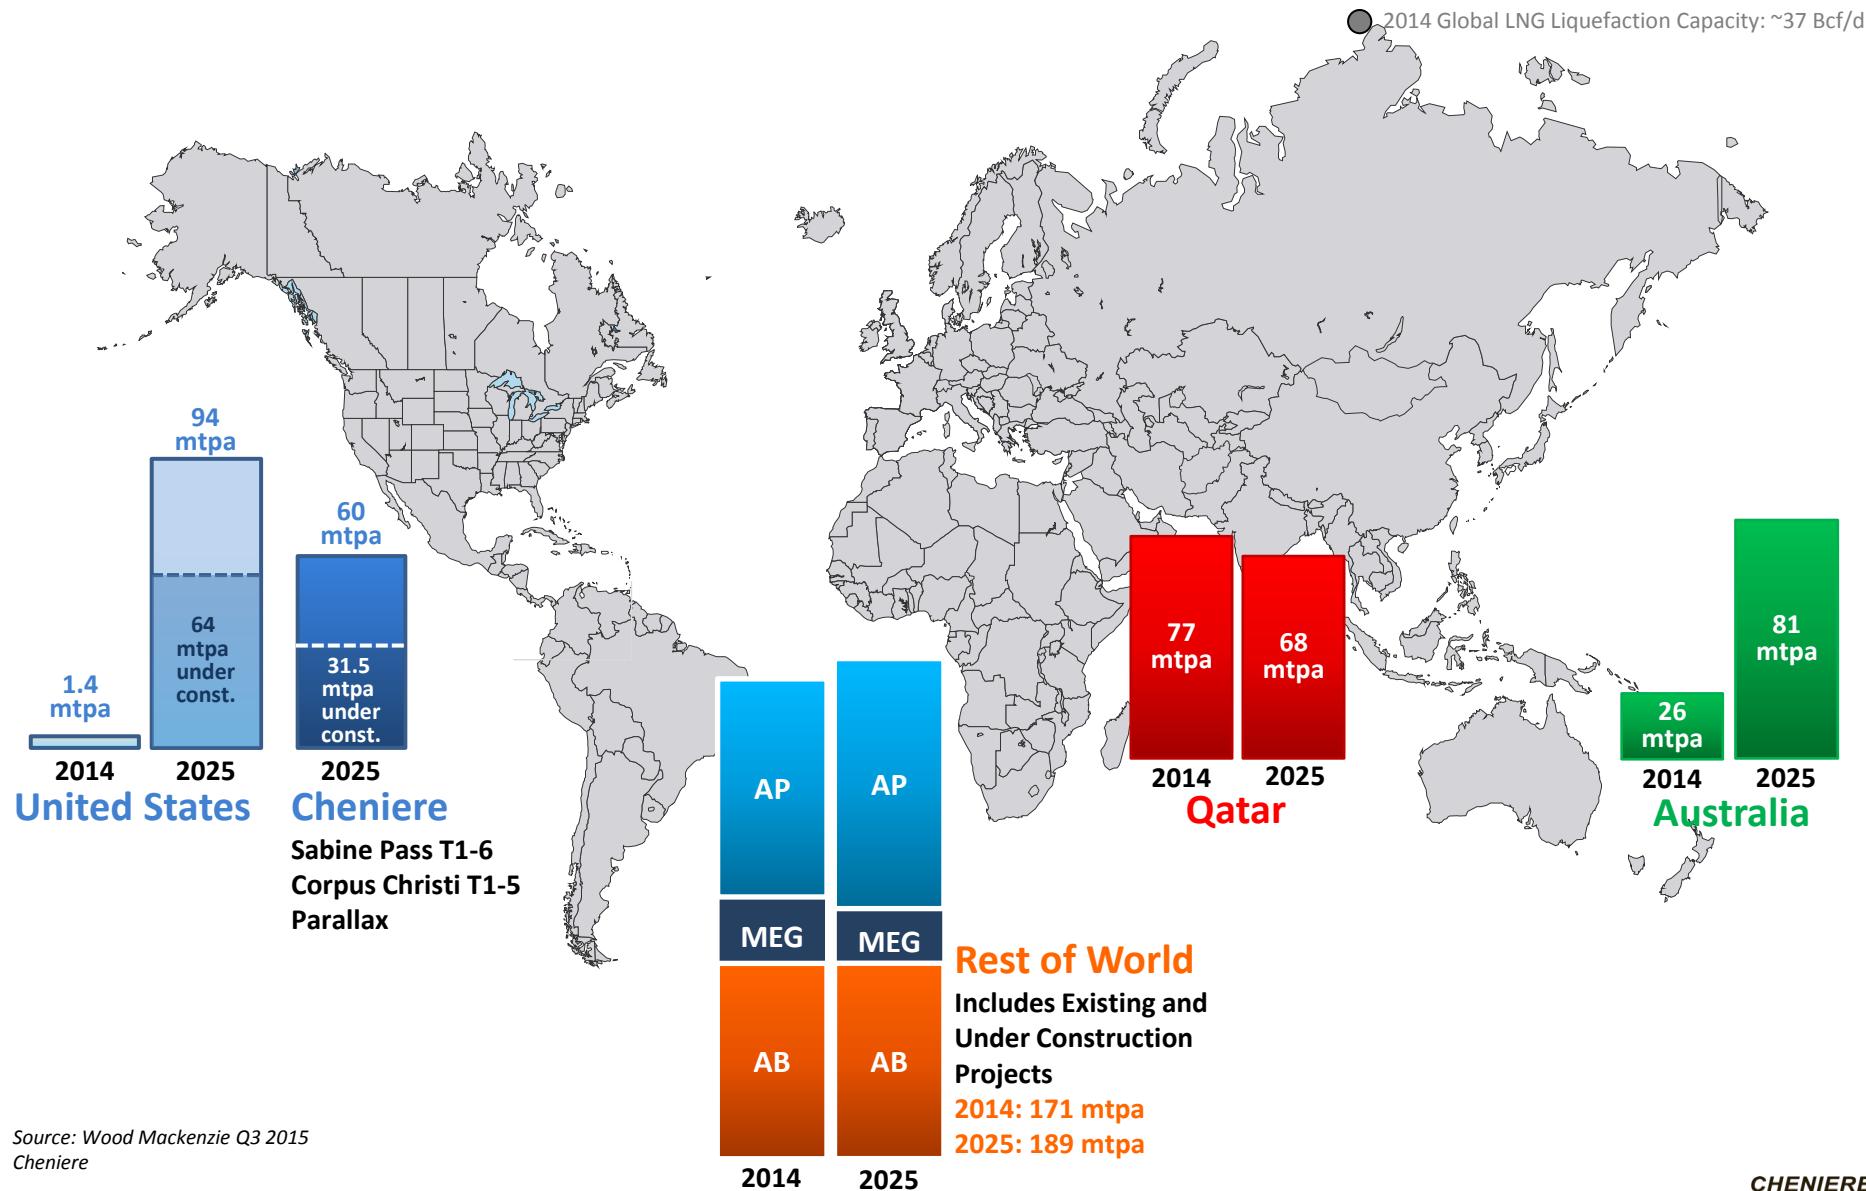 2014 Global LNG Liquefaction Capacity: ~37 Bcf/d
94
mtpa
64
mtpa
under
const.
1.4
mtpa
2014
2025
United States
60
mtpa
31.5
mtpa
under
const.
2025
Cheniere
Sabine Pass T1-6
Corpus Christi T1-5
Parallax
AP
AP
MEG
MEG
AB
AB
2014
2025
Rest of World
Includes Existing and
Under Construction
Projects
2014: 171 mtpa
2025: 189 mtpa
77
mtpa
68
mtpa
2014
2025
Qatar
26
mtpa
81
mtpa
2014
2025
Australia
Source: Wood Mackenzie Q3 2015
Cheniere
CHENIERE